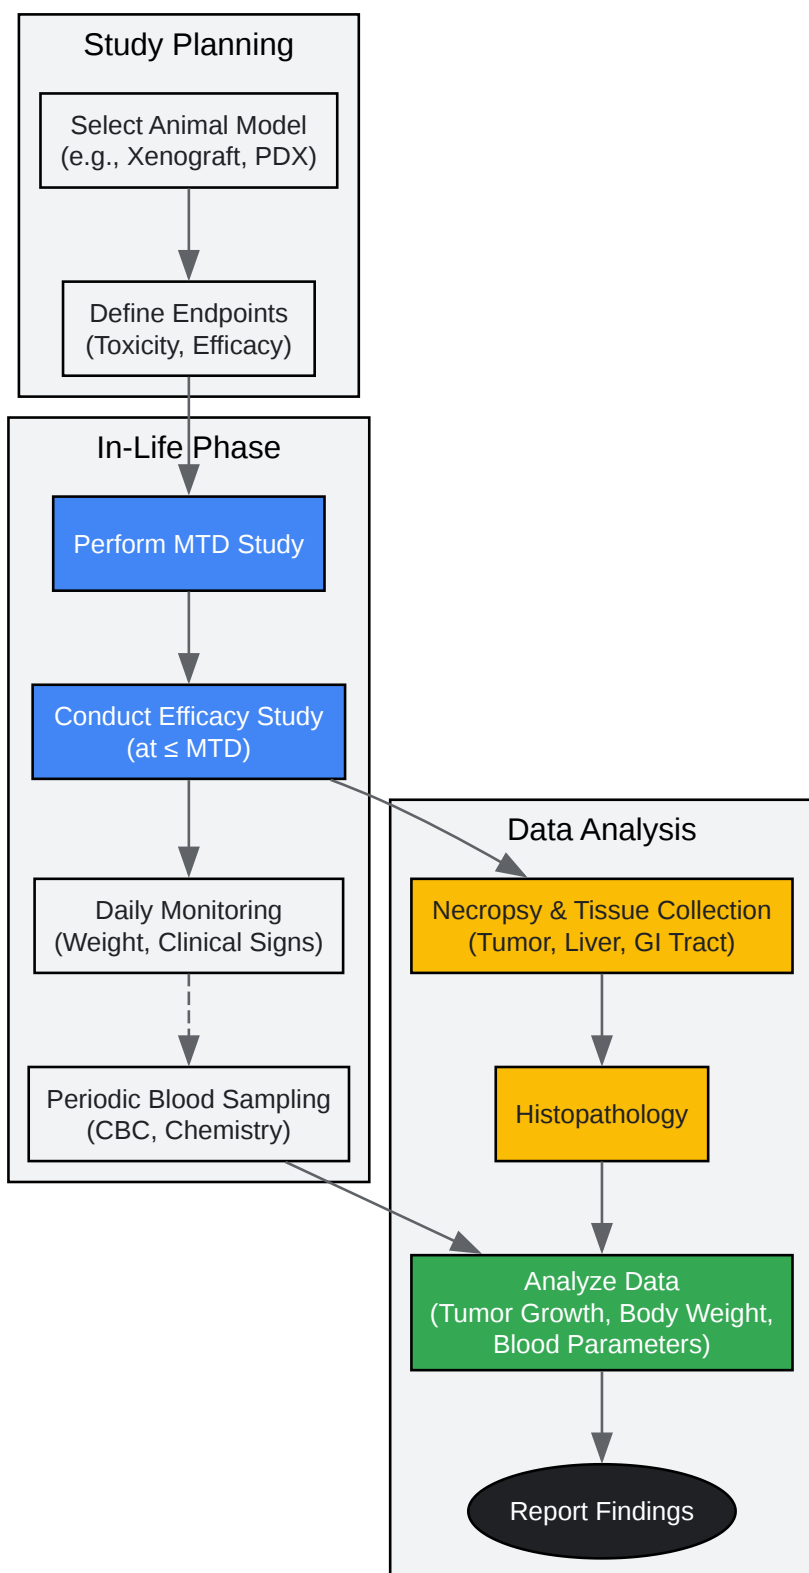 Study Planning
Select Animal Model
(e.g., Xenograft, PDX)
Define Endpoints
(Toxicity, Efficacy)
In-Life Phase
Perform MTD Study
Conduct Efficacy Study
(at ≤ MTD)
Daily Monitoring
(Weight, Clinical Signs)
Periodic Blood Sampling
(CBC, Chemistry)
Data Analysis
Necropsy & Tissue Collection
(Tumor, Liver, GI Tract)
Histopathology
Analyze Data
(Tumor Growth, Body Weight,
Blood Parameters)
Report Findings